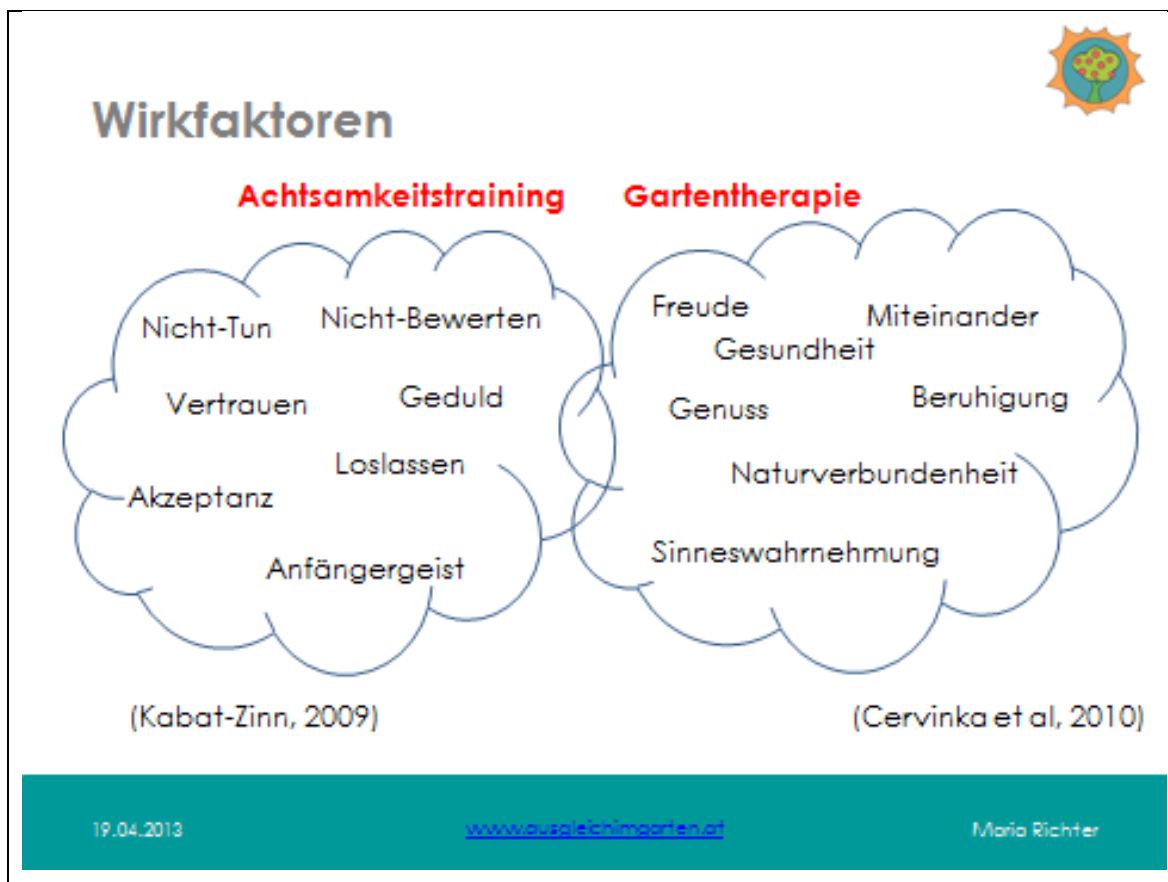 Wirkfaktoren
Achtsamkeitstraining Gartentherapie
Nicht-Tun
Nicht-Bewerten
Vertrauen
Geduld
Loslassen
Akzeptanz
Anfängergeist
Freude
Miteinander
Gesundheit
Genuss
Beruhigung
Naturverbundenheit
Sinneswahrnehmung
(Kabat-Zinn, 2009)
(Cervinka et al, 2010)
19.04.2013
www.ausgleichimgarten.at
Maria Richter